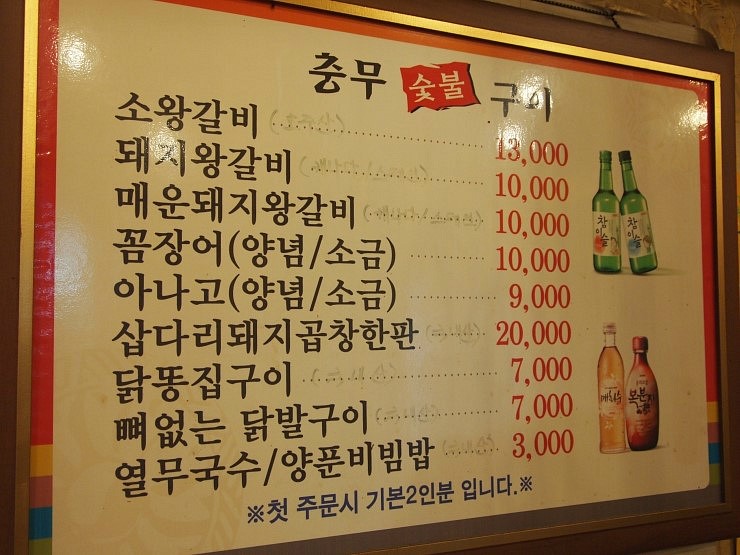 충무 숯불 구이
소왕갈비 13,000
돼지왕갈비 10,000
매운돼지왕갈비 10,000
꼼장어(양념/소금) 10,000
아나고(양념/소금) 9,000
삽다리돼지곱창한판 20,000
닭똥집구이 7,000
뼈없는 닭발구이 7,000
열무국수/양푼비빔밥 3,000
※첫 주문시 기본2인분 입니다.※
참이슬
참이슬
매화수
복분자